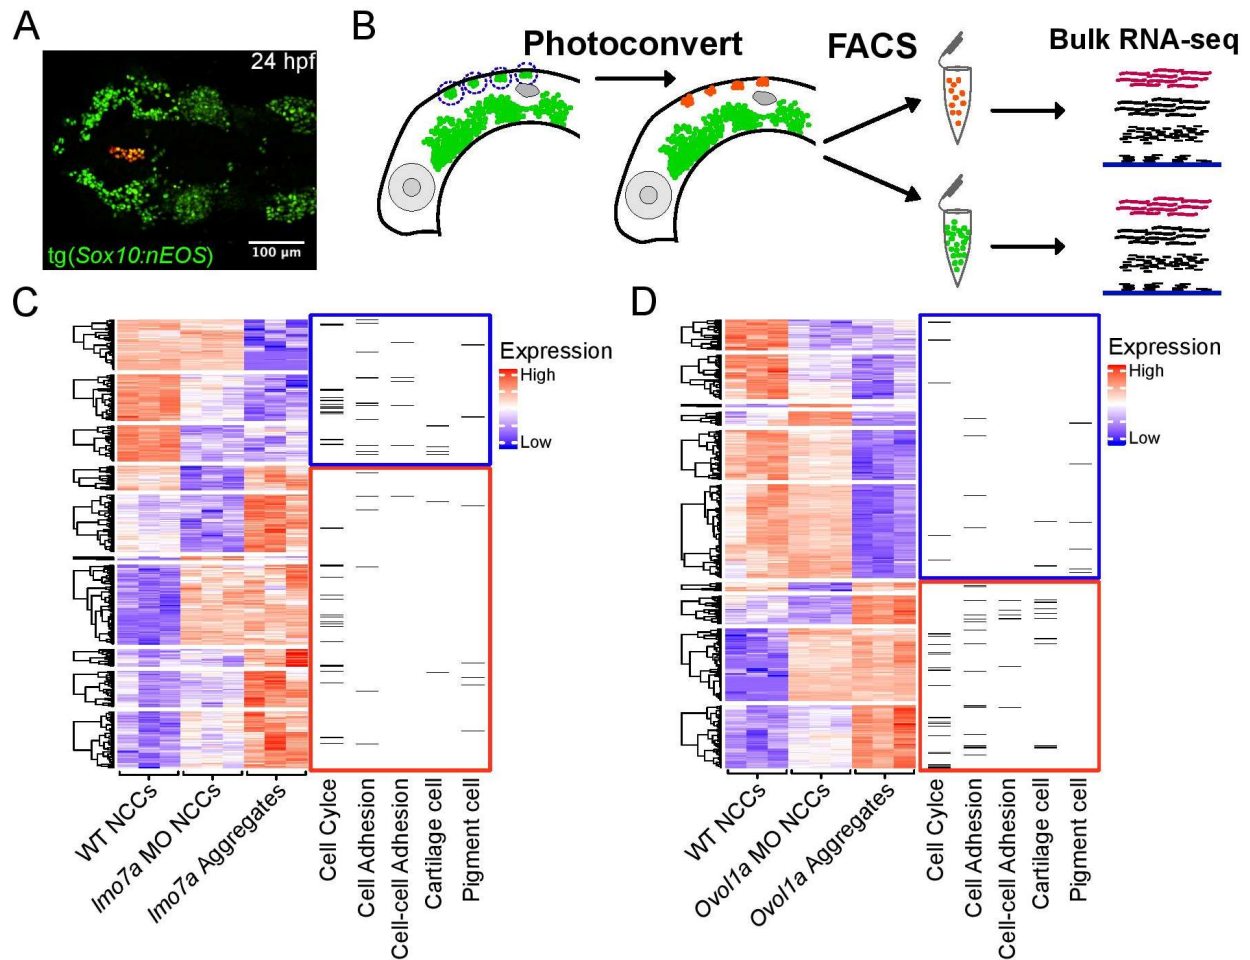 A
24 hpf
tg(Sox10:nEOS)
100 µm
B
Photoconvert
FACS
Bulk RNA-seq
C
Expression
High
Low
WT NCCs
lmo7a MO NCCs
lmo7a Aggregates
Cell Cylce
Cell Adhesion
Cell-cell Adhesion
Cartilage cell
Pigment cell
D
Expression
High
Low
WT NCCs
Ovol1a MO NCCs
Ovol1a Aggregates
Cell Cylce
Cell Adhesion
Cell-cell Adhesion
Cartilage cell
Pigment cell